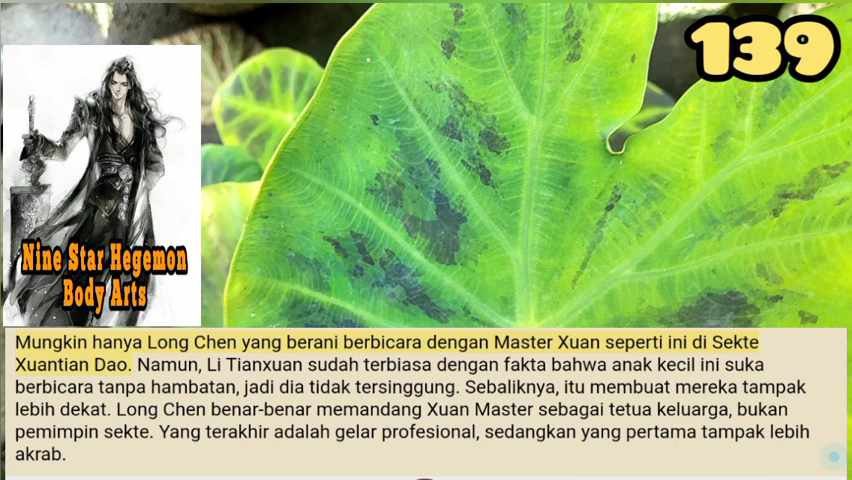 139
Nine Star Hegemon
Body Arts
Mungkin hanya Long Chen yang berani berbicara dengan Master Xuan seperti ini di Sekte
Xuantian Dao. Namun, Li Tianxuan sudah terbiasa dengan fakta bahwa anak kecil ini suka
berbicara tanpa hambatan, jadi dia tidak tersinggung. Sebaliknya, itu membuat mereka tampak
lebih dekat. Long Chen benar-benar memandang Xuan Master sebagai tetua keluarga, bukan
pemimpin sekte. Yang terakhir adalah gelar profesional, sedangkan yang pertama tampak lebih
akrab.